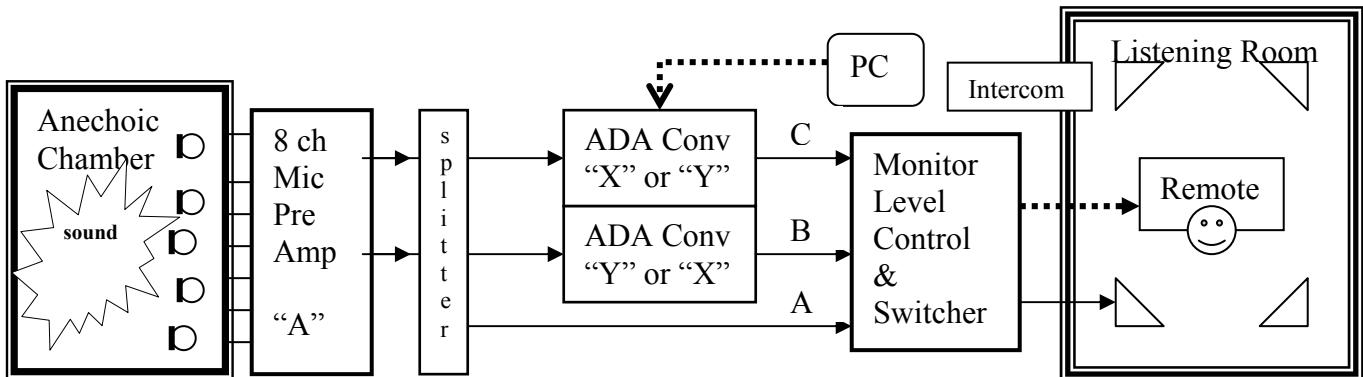 Anechoic
Chamber
sound
8 ch
Mic
Pre
Amp
“A”
s
p
l
i
t
t
e
r
PC
ADA Conv
“X” or “Y”
ADA Conv
“Y” or “X”
C
B
A
Monitor
Level
Control
&
Switcher
Intercom
Listening Room
Remote